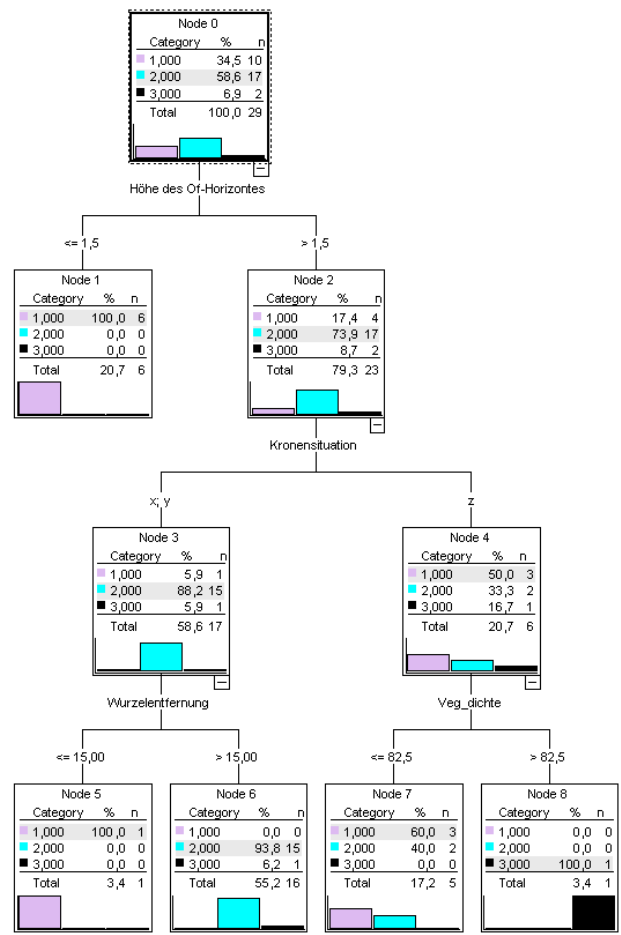 Node 0
Category % n
1,000 34,5 10
2,000 58,6 17
3,000 6,9 2
Total 100,0 29
Höhe des Of-Horizontes
<= 1,5
> 1,5
Node 1
Category % n
1,000 100,0 6
2,000 0,0 0
3,000 0,0 0
Total 20,7 6
Node 2
Category % n
1,000 17,4 4
2,000 73,9 17
3,000 8,7 2
Total 79,3 23
Kronensituation
x; y
z
Node 3
Category % n
1,000 5,9 1
2,000 88,2 15
3,000 5,9 1
Total 58,6 17
Node 4
Category % n
1,000 50,0 3
2,000 33,3 2
3,000 16,7 1
Total 20,7 6
Wurzelentfernung
Veg_dichte
<= 15,00
> 15,00
<= 82,5
> 82,5
Node 5
Category % n
1,000 100,0 1
2,000 0,0 0
3,000 0,0 0
Total 3,4 1
Node 6
Category % n
1,000 0,0 0
2,000 93,8 15
3,000 6,2 1
Total 55,2 16
Node 7
Category % n
1,000 60,0 3
2,000 40,0 2
3,000 0,0 0
Total 17,2 5
Node 8
Category % n
1,000 0,0 0
2,000 0,0 0
3,000 100,0 1
Total 3,4 1